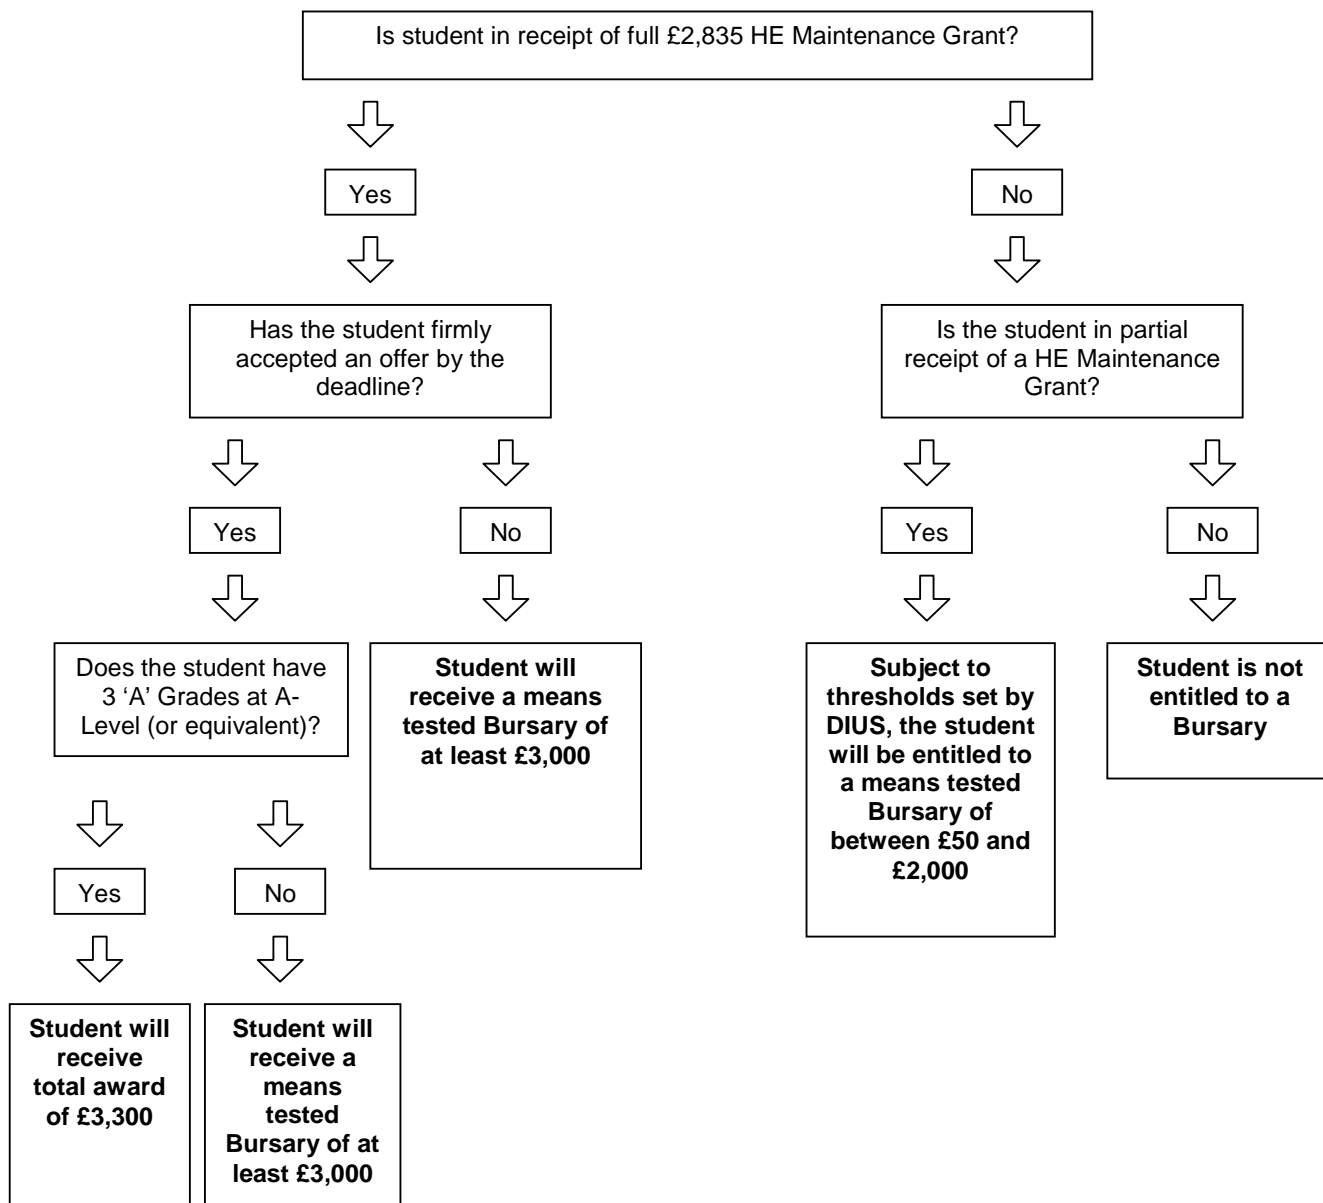 Is student in receipt of full £2,835 HE Maintenance Grant?
Yes
No
Has the student firmly
accepted an offer by the
deadline?
Is the student in partial
receipt of a HE Maintenance
Grant?
Yes
No
Yes
No
Does the student have
3 ‘A’ Grades at A-
Level (or equivalent)?
Student will
receive a means
tested Bursary of
at least £3,000
Subject to
thresholds set by
DIUS, the student
will be entitled to
a means tested
Bursary of
between £50 and
£2,000
Student is not
entitled to a
Bursary
Yes
No
Student will
receive
total award
of £3,300
Student will
receive a
means
tested
Bursary of at
least £3,000